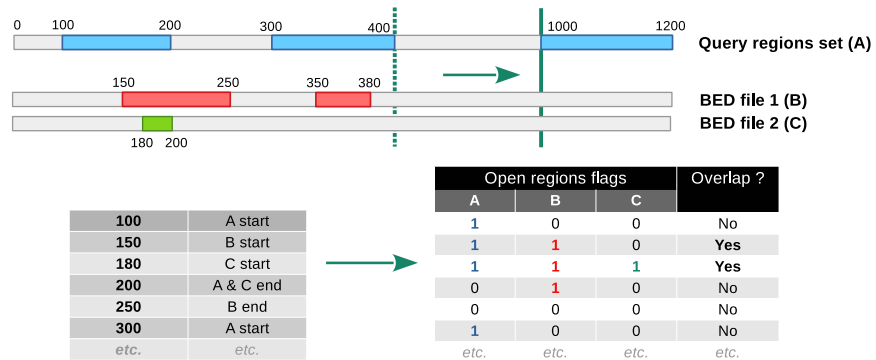 0 100 200 300 400 1000 1200
Query regions set (A)
150 250 350 380
BED file 1 (B)
BED file 2 (C)
180 200
Open regions flags Overlap ?
A B C
100 A start
150 B start
180 C start
200 A & C end
250 B end
300 A start
etc. etc.
1 0 0 No
1 1 0 Yes
1 1 1 Yes
0 1 0 No
0 0 0 No
1 0 0 No
etc. etc. etc. etc.